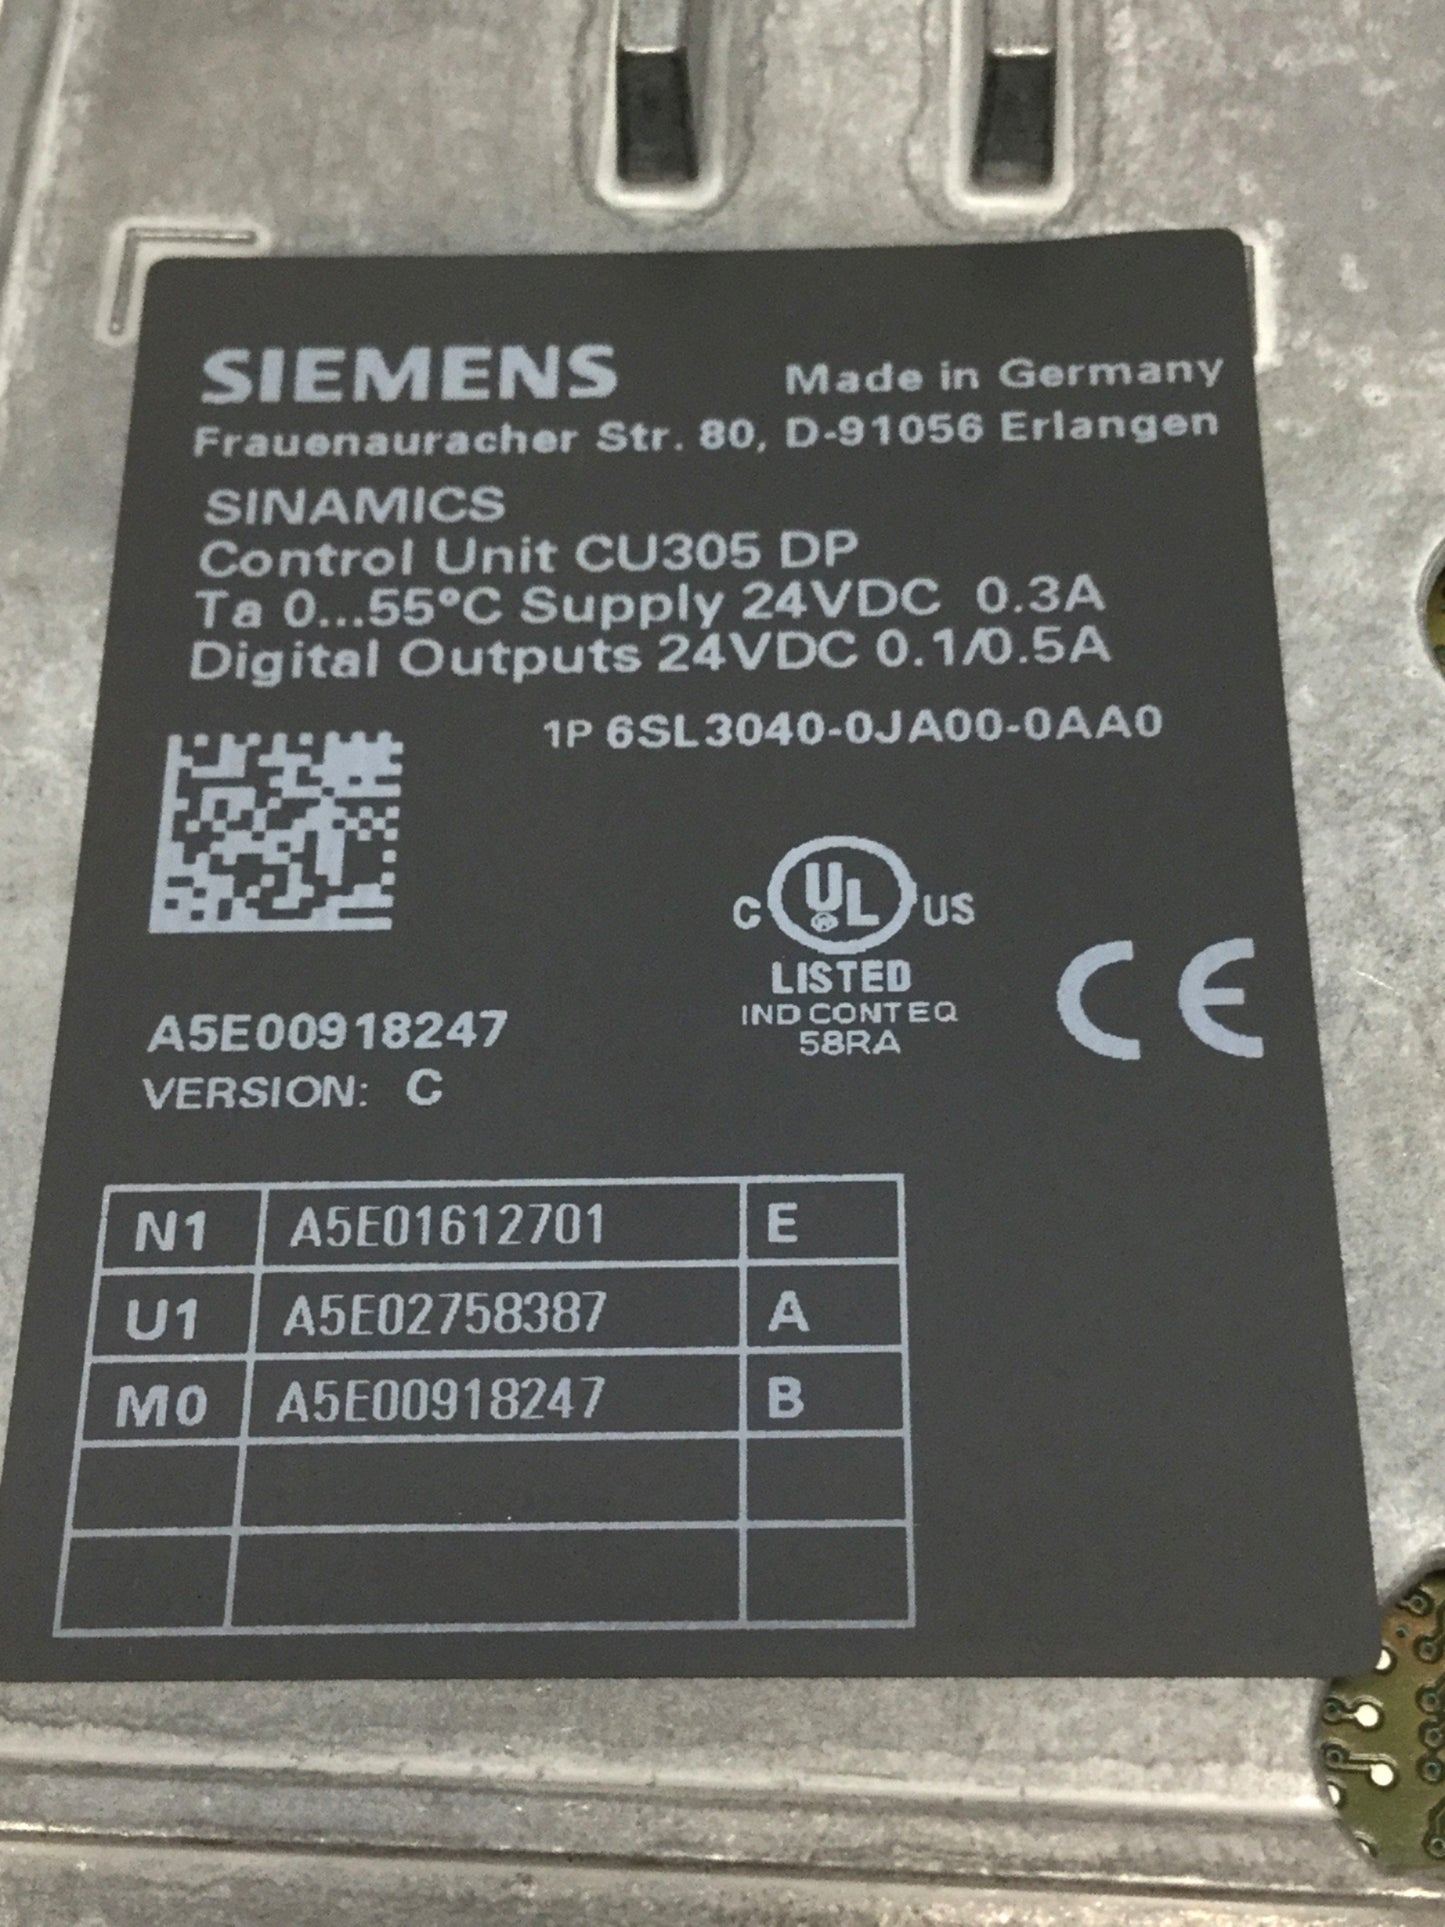 SIEMENS Made in Germany
Frauenauracher Str. 80, D-91056 Erlangen
SINAMICS
Control Unit CU305 DP
Ta 0...55°C Supply 24VDC 0.3A
Digital Outputs 24VDC 0.1/0.5A
1P 6SL3040-0JA00-0AA0
C UL US
LISTED
IND CONT EQ
58RA
CE
A5E00918247
VERSION: C
N1 A5E01612701 E
U1 A5E02758387 A
M0 A5E00918247 B